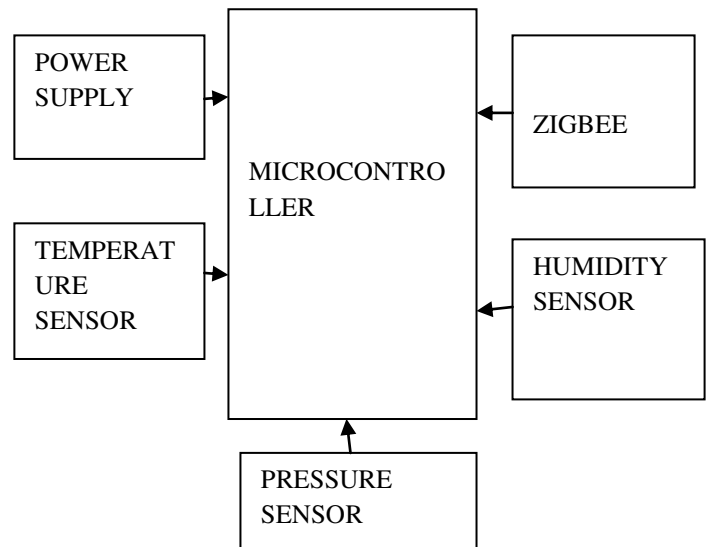 POWER
SUPPLY
MICROCONTRO
LLER
ZIGBEE
TEMPERAT
URE
SENSOR
HUMIDITY
SENSOR
PRESSURE
SENSOR